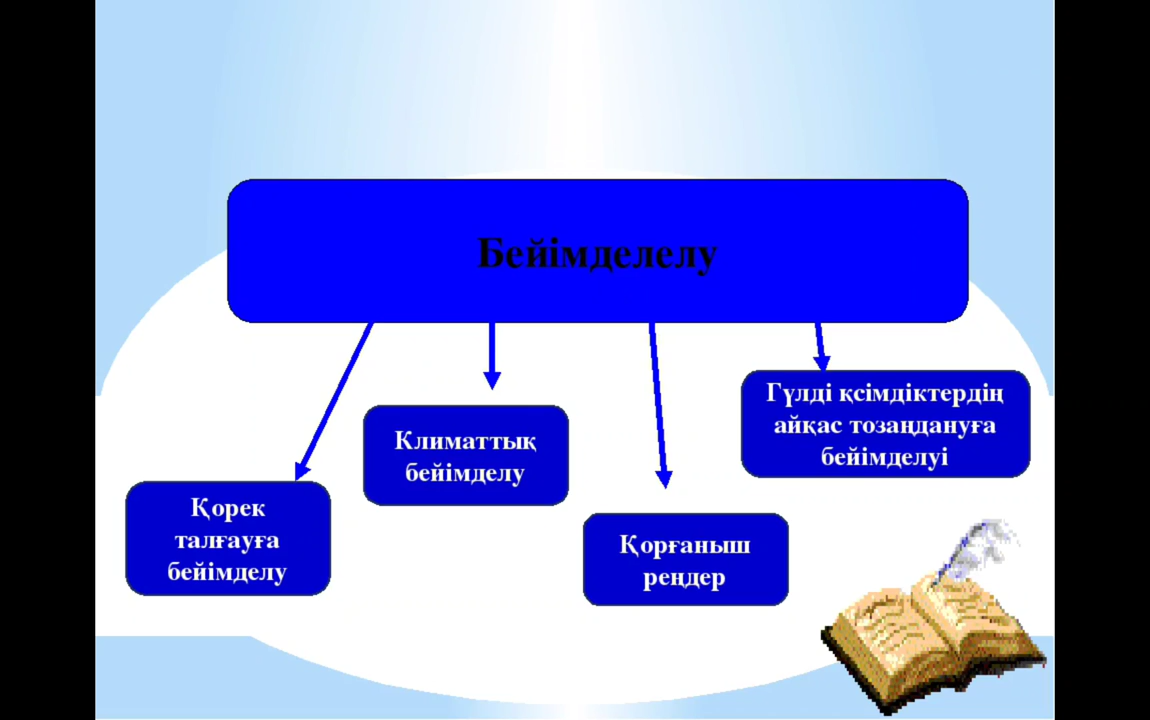 Бейімделелу
Гүлді қсімдіктердің
айқас тозаңдануға
бейімделуі
Климаттық
бейімделу
Қорек
талғауға
бейімделу
Қорғаныш
реңдер